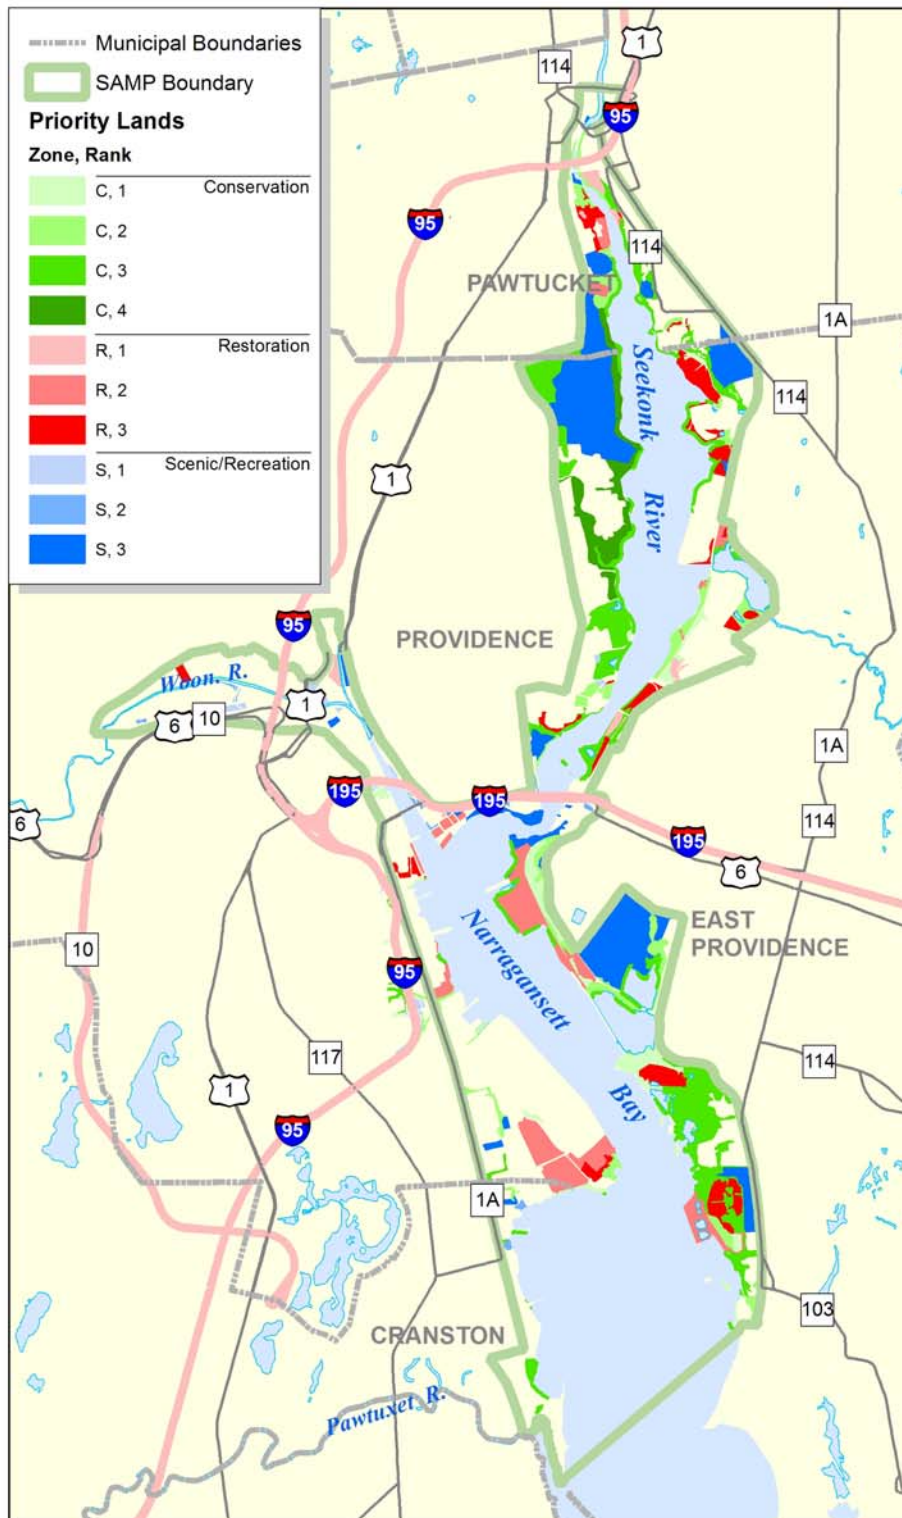 Municipal Boundaries
SAMP Boundary
Priority Lands
Zone, Rank
C, 1 Conservation
C, 2
C, 3
C, 4
R, 1 Restoration
R, 2
R, 3
S, 1 Scenic/Recreation
S, 2
S, 3
1
114
95
95
114
PAWTUCKET
1A
Seekonk
114
1
River
95
PROVIDENCE
Woon. R.
1
10
6
1A
195
195
114
6
195
6
EAST
PROVIDENCE
Narragansett
10
95
117
114
1
Bay
95
1A
103
CRANSTON
Pawtuxet R.